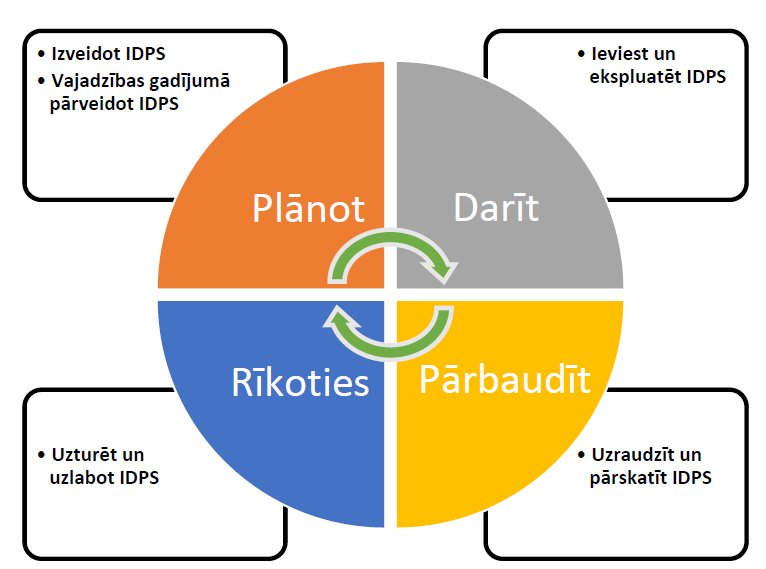 • Izveidot IDPS
• Vajadzības gadījumā
pārveidot IDPS
• Ieviest un
ekspluatēt IDPS
Plānot
Darīt
Rīkoties
Pārbaudīt
• Uzturēt un
uzlabot IDPS
• Uzraudzīt un
pārskatīt IDPS